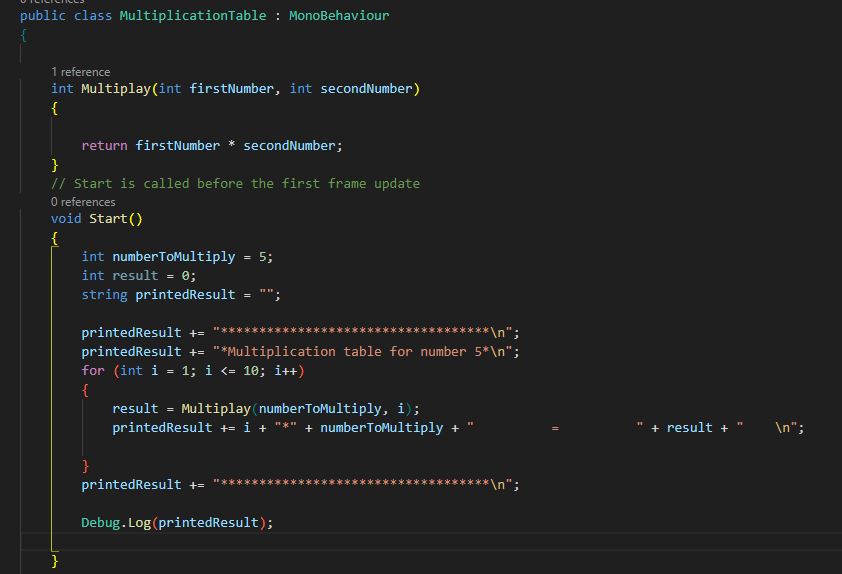 0 references
public class MultiplicationTable : MonoBehaviour
{
1 reference
int Multiplay(int firstNumber, int secondNumber)
{
return firstNumber * secondNumber;
}
// Start is called before the first frame update
0 references
void Start()
{
int numberToMultiply = 5;
int result = 0;
string printedResult = "";
printedResult += "***********************************\n";
printedResult += "*Multiplication table for number 5*\n";
for (int i = 1; i <= 10; i++)
{
result = Multiplay(numberToMultiply, i);
printedResult += i + "*" + numberToMultiply + "          =          " + result + "    \n";
}
printedResult += "***********************************\n";
Debug.Log(printedResult);
}